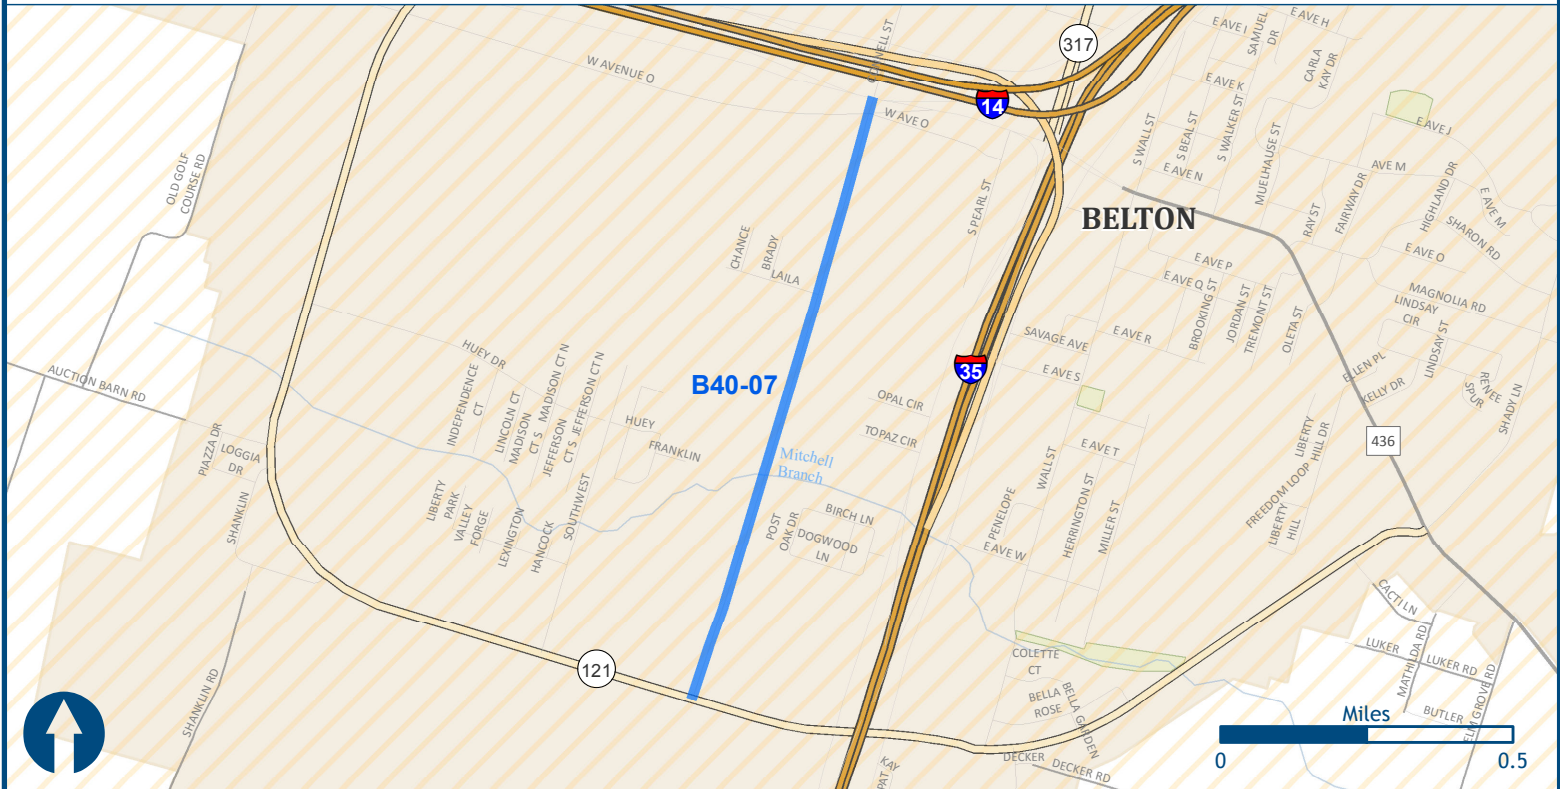 E AVE H
E AVE I
SAMUEL
DR
317
CONNELL ST
W AVENUE O
CARLA
KAY DR
E AVE K
14
W AVE O
S WALL ST
S BEAL ST
S WALKER ST
MUELHAUSE ST
E AVE J
AVE M
E AVE N
OLD GOLF
COURSE RD
S PEARL ST
BELTON
RAY ST
FAIRWAY DR
HIGHLAND DR
E AVE M
SHARON RD
E AVE O
CHANCE
BRADY
LAILA
E AVE P
E AVE Q
BROOKING ST
JORDAN ST
TREMONT ST
OLETA ST
MAGNOLIA RD
LINDSAY
CIR
LINDSAY ST
SAVAGE AVE
E AVE R
HUEY DR
35
E AVE S
ELLEN PL
KELLY DR
RENEE
SPUR
SHADY LN
AUCTION BARN RD
B40-07
INDEPENDENCE
CT
LINCOLN CT
MADISON
CT S
MADISON CT N
JEFFERSON
CT S
JEFFERSON CT N
OPAL CIR
TOPAZ CIR
HUEY
FRANKLIN
PIAZZA DR
LOGGIA
DR
436
E AVE T
WALL ST
LIBERTY
HILL DR
Mitchell
Branch
SHANKLIN
LIBERTY
PARK
VALLEY
FORGE
LEXINGTON
HANCOCK
SOUTHWEST
POST
OAK DR
BIRCH LN
DOGWOOD
LN
PENELOPE
HERRINGTON ST
MILLER ST
E AVE W
FREEDOM LOOP
LIBERTY
HILL
CACTI LN
LUKER
LUKER RD
MATHILDA RD
ELM GROVE RD
BUTLER
COLETTE
CT
BELLA
ROSE
BELLA GARDEN
121
SHANKLIN RD
DECKER
DECKER RD
KAY
PAT
Miles
0
0.5